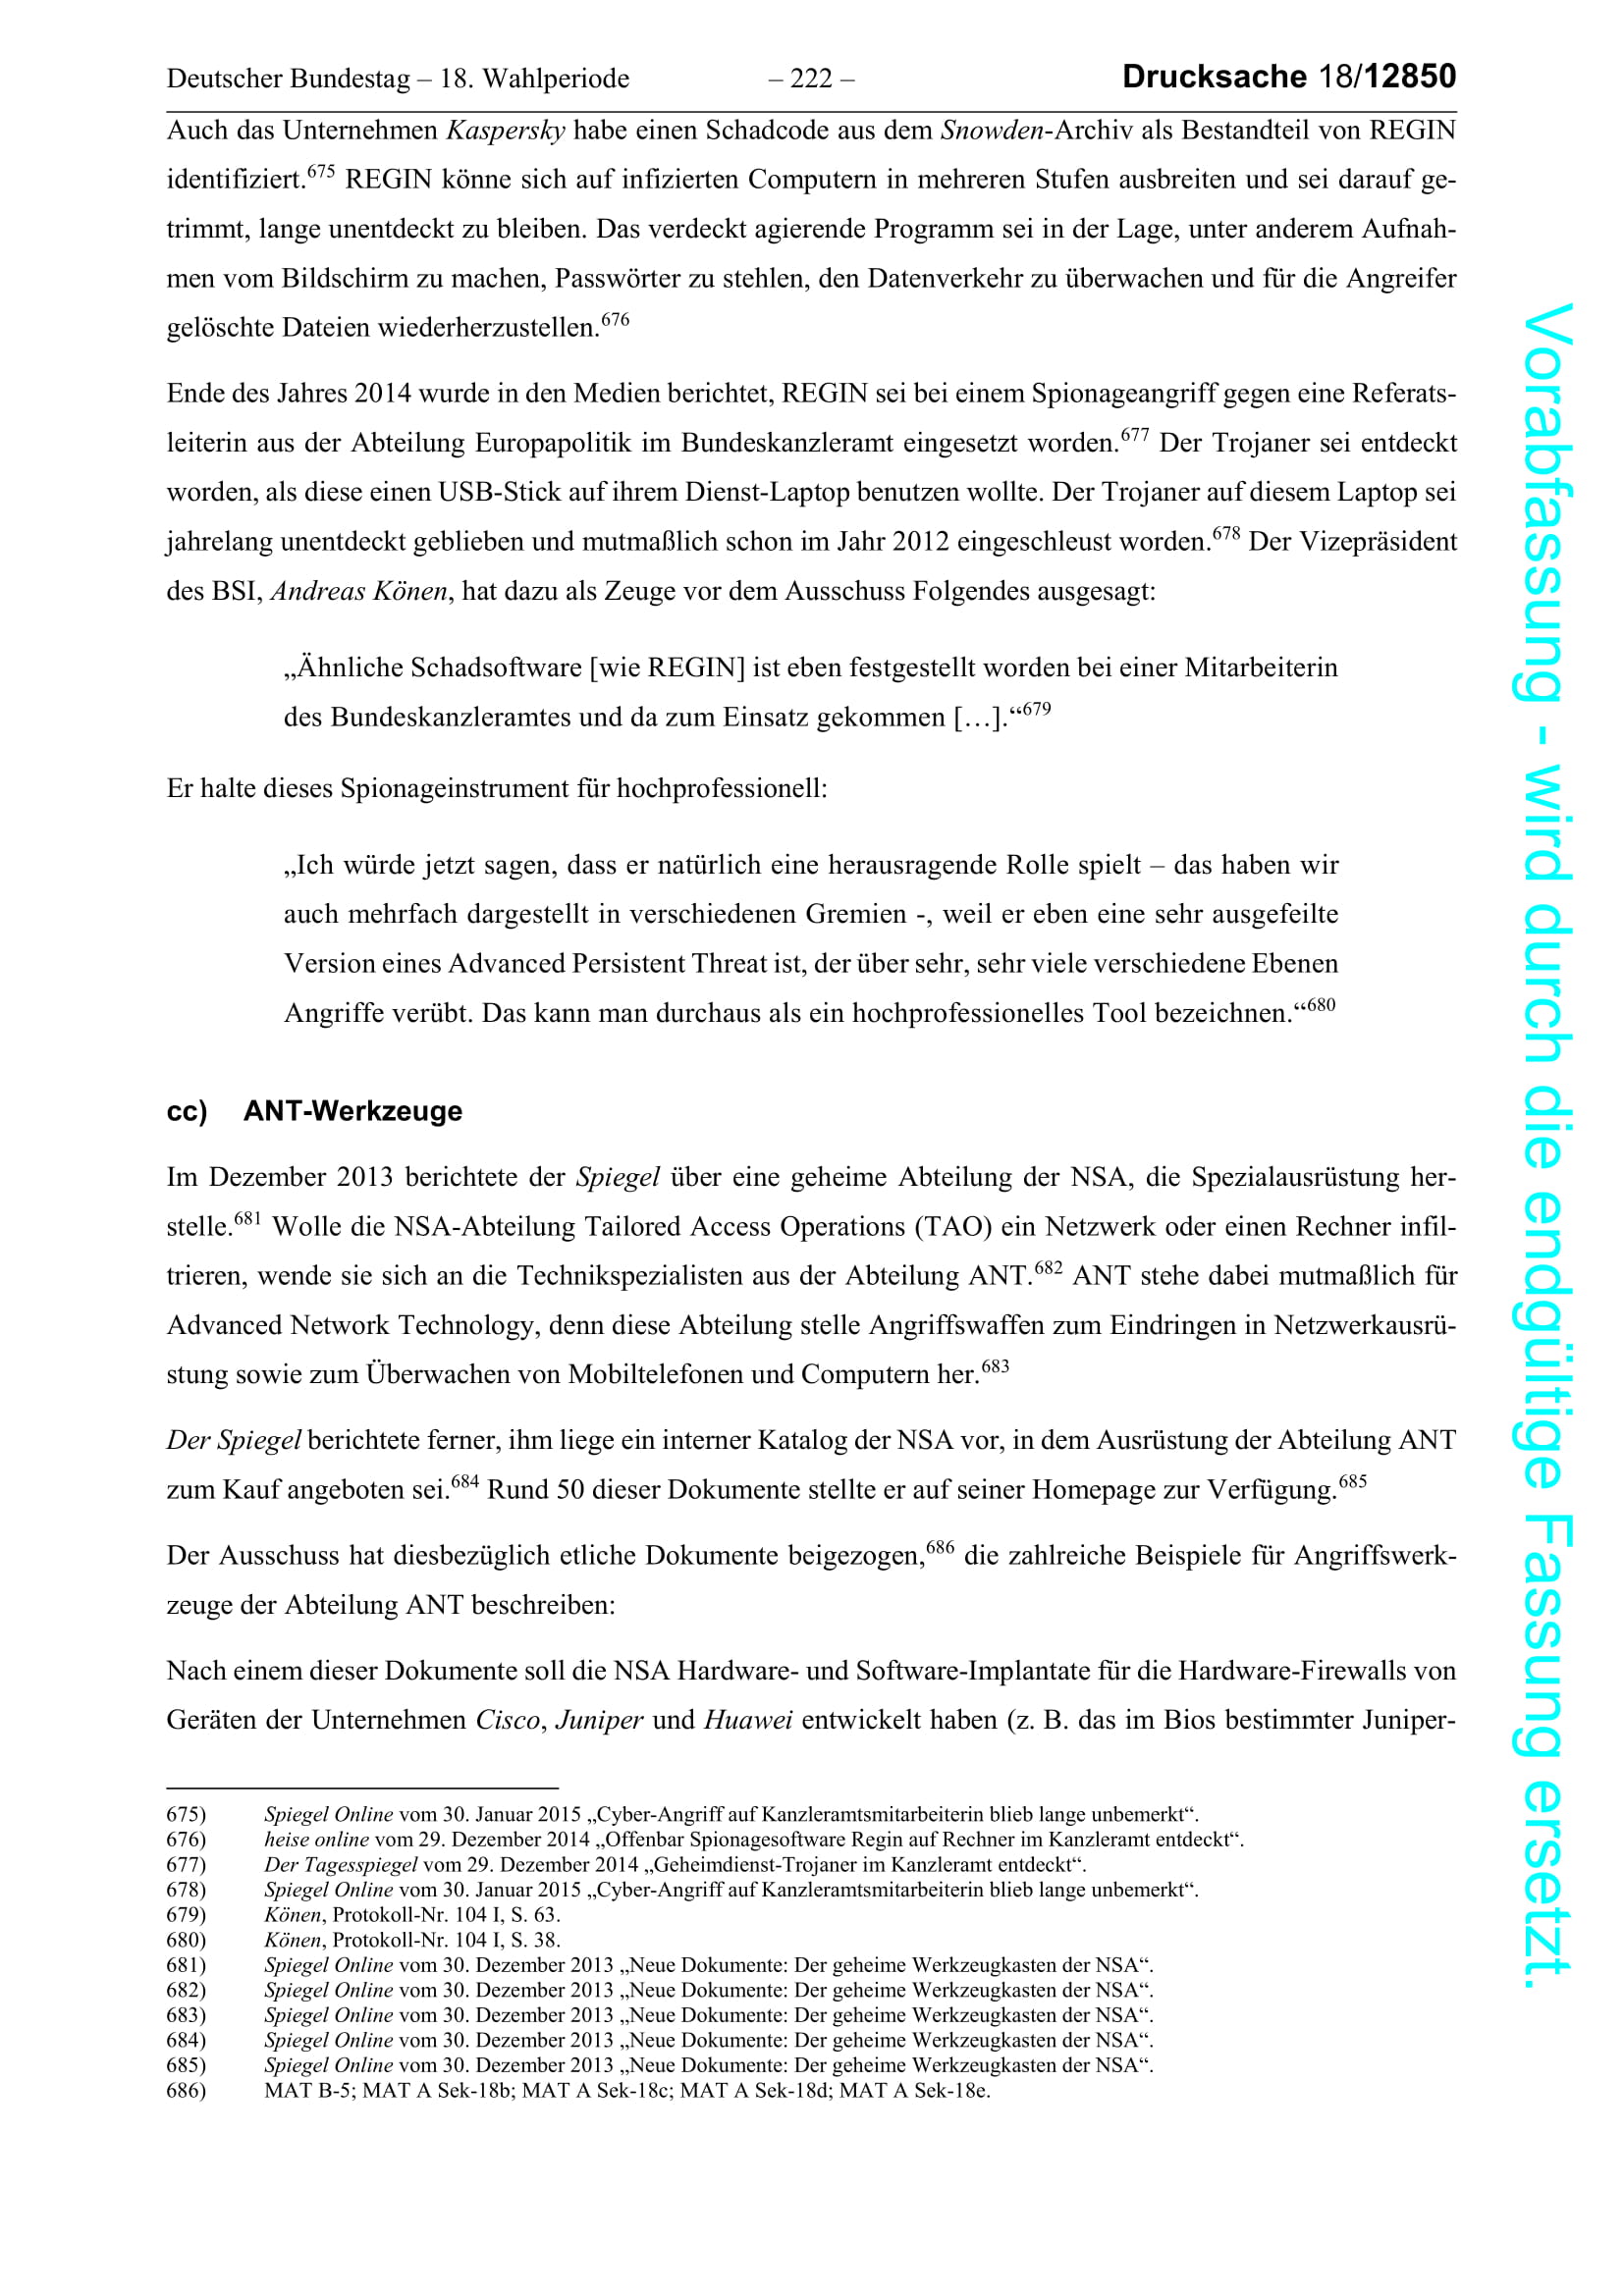 Deutscher Bundestag – 18. Wahlperiode – 222 – Drucksache 18/12850
Auch das Unternehmen Kaspersky habe einen Schadcode aus dem Snowden-Archiv als Bestandteil von REGIN
identifiziert.675 REGIN könne sich auf infizierten Computern in mehreren Stufen ausbreiten und sei darauf ge-
trimmt, lange unentdeckt zu bleiben. Das verdeckt agierende Programm sei in der Lage, unter anderem Aufnah-
men vom Bildschirm zu machen, Passwörter zu stehlen, den Datenverkehr zu überwachen und für die Angreifer
gelöschte Dateien wiederherzustellen.676
Ende des Jahres 2014 wurde in den Medien berichtet, REGIN sei bei einem Spionageangriff gegen eine Referats-
leiterin aus der Abteilung Europapolitik im Bundeskanzleramt eingesetzt worden.677 Der Trojaner sei entdeckt
worden, als diese einen USB-Stick auf ihrem Dienst-Laptop benutzen wollte. Der Trojaner auf diesem Laptop sei
jahrelang unentdeckt geblieben und mutmaßlich schon im Jahr 2012 eingeschleust worden.678 Der Vizepräsident
des BSI, Andreas Könen, hat dazu als Zeuge vor dem Ausschuss Folgendes ausgesagt:
„Ähnliche Schadsoftware [wie REGIN] ist eben festgestellt worden bei einer Mitarbeiterin
des Bundeskanzleramtes und da zum Einsatz gekommen […].“679
Er halte dieses Spionageinstrument für hochprofessionell:
„Ich würde jetzt sagen, dass er natürlich eine herausragende Rolle spielt – das haben wir
auch mehrfach dargestellt in verschiedenen Gremien -, weil er eben eine sehr ausgefeilte
Version eines Advanced Persistent Threat ist, der über sehr, sehr viele verschiedene Ebenen
Angriffe verübt. Das kann man durchaus als ein hochprofessionelles Tool bezeichnen.“680
cc) ANT-Werkzeuge
Im Dezember 2013 berichtete der Spiegel über eine geheime Abteilung der NSA, die Spezialausrüstung her-
stelle.681 Wolle die NSA-Abteilung Tailored Access Operations (TAO) ein Netzwerk oder einen Rechner infil-
trieren, wende sie sich an die Technikspezialisten aus der Abteilung ANT.682 ANT stehe dabei mutmaßlich für
Advanced Network Technology, denn diese Abteilung stelle Angriffswaffen zum Eindringen in Netzwerkausrü-
stung sowie zum Überwachen von Mobiltelefonen und Computern her.683
Der Spiegel berichtete ferner, ihm liege ein interner Katalog der NSA vor, in dem Ausrüstung der Abteilung ANT
zum Kauf angeboten sei.684 Rund 50 dieser Dokumente stellte er auf seiner Homepage zur Verfügung.685
Der Ausschuss hat diesbezüglich etliche Dokumente beigezogen,686 die zahlreiche Beispiele für Angriffswerk-
zeuge der Abteilung ANT beschreiben:
Nach einem dieser Dokumente soll die NSA Hardware- und Software-Implantate für die Hardware-Firewalls von
Geräten der Unternehmen Cisco, Juniper und Huawei entwickelt haben (z. B. das im Bios bestimmter Juniper-
675) Spiegel Online vom 30. Januar 2015 „Cyber-Angriff auf Kanzleramtsmitarbeiterin blieb lange unbemerkt“.
676) heise online vom 29. Dezember 2014 „Offenbar Spionagesoftware Regin auf Rechner im Kanzleramt entdeckt“.
677) Der Tagesspiegel vom 29. Dezember 2014 „Geheimdienst-Trojaner im Kanzleramt entdeckt“.
678) Spiegel Online vom 30. Januar 2015 „Cyber-Angriff auf Kanzleramtsmitarbeiterin blieb lange unbemerkt“.
679) Könen, Protokoll-Nr. 104 I, S. 63.
680) Könen, Protokoll-Nr. 104 I, S. 38.
681) Spiegel Online vom 30. Dezember 2013 „Neue Dokumente: Der geheime Werkzeugkasten der NSA“.
682) Spiegel Online vom 30. Dezember 2013 „Neue Dokumente: Der geheime Werkzeugkasten der NSA“.
683) Spiegel Online vom 30. Dezember 2013 „Neue Dokumente: Der geheime Werkzeugkasten der NSA“.
684) Spiegel Online vom 30. Dezember 2013 „Neue Dokumente: Der geheime Werkzeugkasten der NSA“.
685) Spiegel Online vom 30. Dezember 2013 „Neue Dokumente: Der geheime Werkzeugkasten der NSA“.
686) MAT B-5; MAT A Sek-18b; MAT A Sek-18c; MAT A Sek-18d; MAT A Sek-18e.
Vorabfassung - wird durch die endgültige Fassung ersetzt.